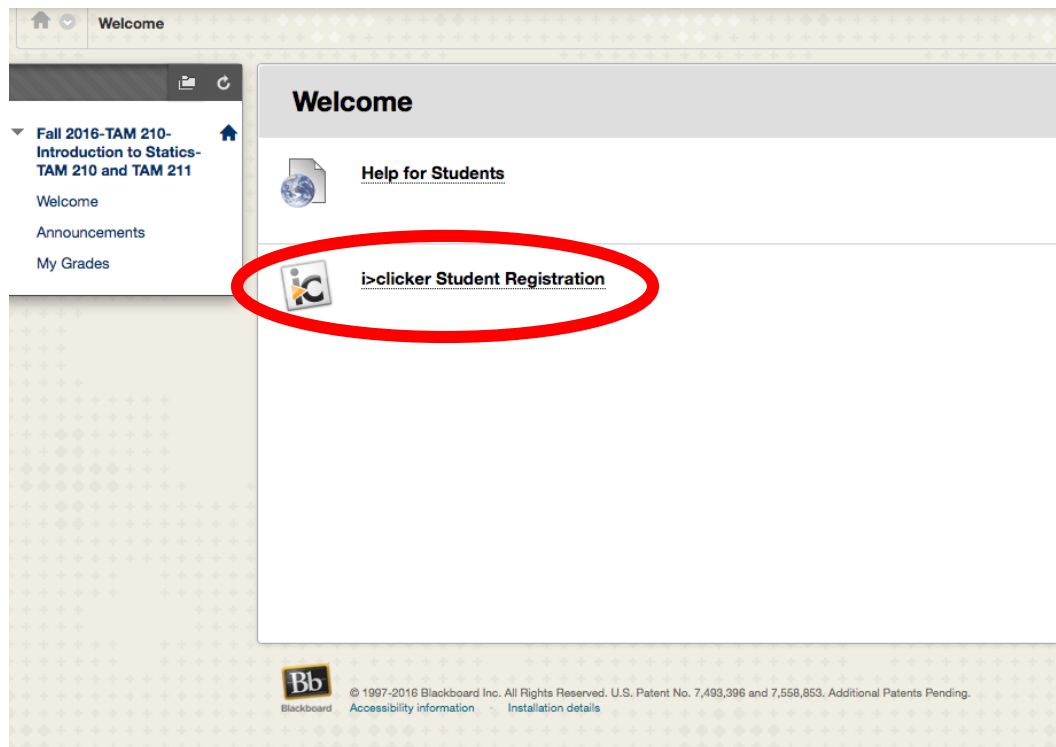 Welcome
Fall 2016-TAM 210-
Introduction to Statics-
TAM 210 and TAM 211
Welcome
Announcements
My Grades
Welcome
Help for Students
ic
i>clicker Student Registration
Bb
Blackboard
© 1997-2016 Blackboard Inc. All Rights Reserved. U.S. Patent No. 7,493,396 and 7,558,853. Additional Patents Pending.
Accessibility information · Installation details